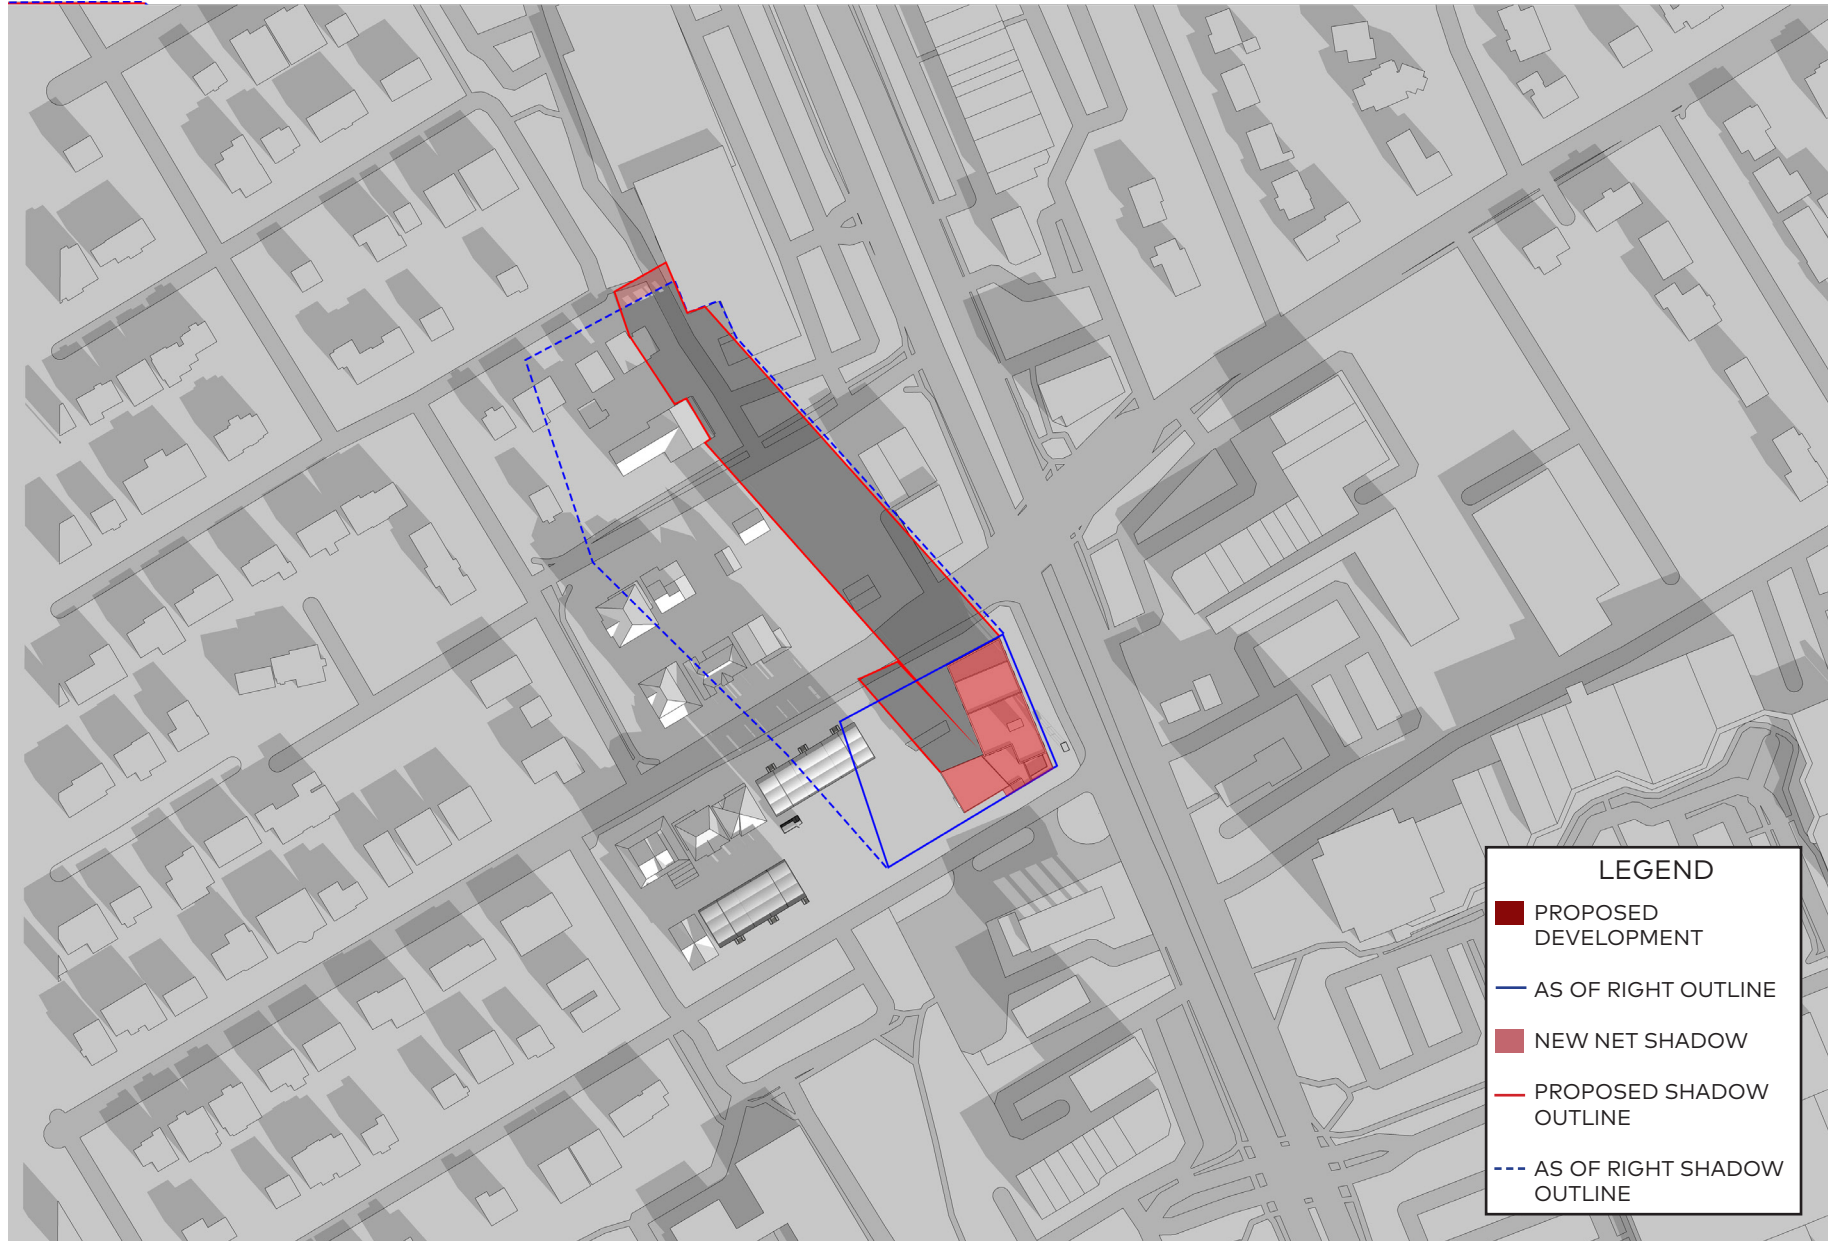 LEGEND
PROPOSED
DEVELOPMENT
AS OF RIGHT OUTLINE
NEW NET SHADOW
PROPOSED SHADOW
OUTLINE
AS OF RIGHT SHADOW
OUTLINE